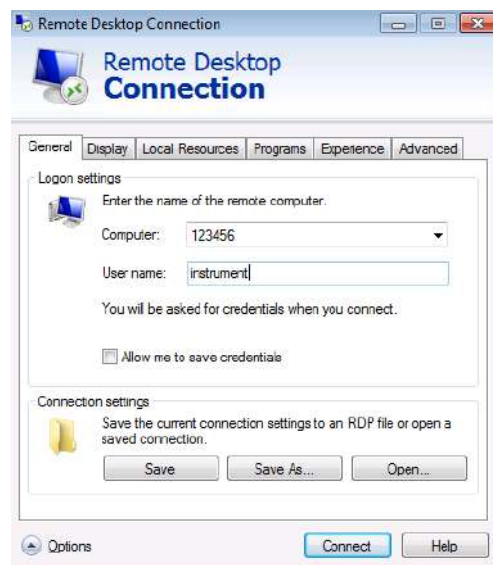 Remote Desktop Connection
Remote Desktop
Connection
General Display Local Resources Programs Experience Advanced
Logon settings
Enter the name of the remote computer.
Computer: 123456
User name: instrument
You will be asked for credentials when you connect.
Allow me to save credentials
Connection settings
Save the current connection settings to an RDP file or open a
saved connection.
Save Save As... Open...
Options Connect Help